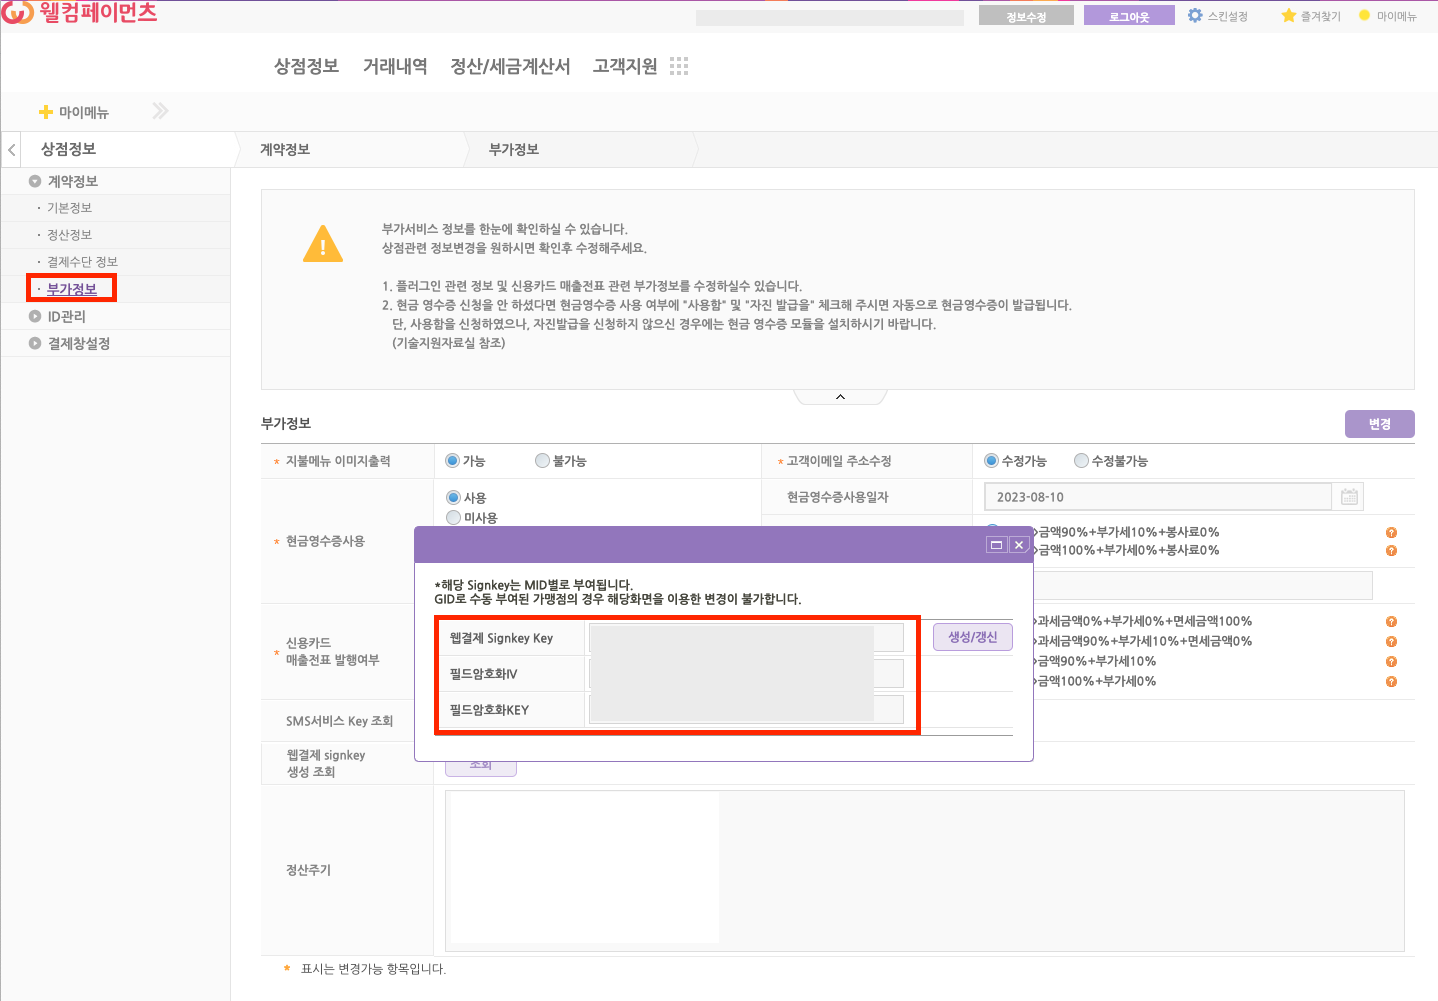 웰컴페이먼츠
정보수정
로그아웃
스킨설정
즐겨찾기
마이메뉴
상점정보
거래내역
정산/세금계산서
고객지원
마이메뉴
상점정보
계약정보
부가정보
계약정보
· 기본정보
· 정산정보
· 결제수단 정보
· 부가정보
ID관리
결제창설정
부가서비스 정보를 한눈에 확인하실 수 있습니다.
상점관련 정보변경을 원하시면 확인후 수정해주세요.
1. 플러그인 관련 정보 및 신용카드 매출전표 관련 부가정보를 수정하실수 있습니다.
2. 현금 영수증 신청을 안 하셨다면 현금영수증 사용 여부에 "사용함" 및 "자진 발급을" 체크해 주시면 자동으로 현금영수증이 발급됩니다.
단, 사용함을 신청하였으나, 자진발급을 신청하지 않으신 경우에는 현금 영수증 모듈을 설치하시기 바랍니다.
(기술지원자료실 참조)
부가정보
변경
* 지불메뉴 이미지출력
가능
불가능
* 고객이메일 주소수정
수정가능
수정불가능
* 현금영수증사용
사용
미사용
현금영수증사용일자
2023-08-10
>금액90%+부가세10%+봉사료0%
>금액100%+부가세0%+봉사료0%
*해당 Signkey는 MID별로 부여됩니다.
GID로 수동 부여된 가맹점의 경우 해당화면을 이용한 변경이 불가합니다.
웹결제 Signkey Key
생성/갱신
필드암호화IV
필드암호화KEY
* 신용카드
매출전표 발행여부
>과세금액0%+부가세0%+면세금액100%
>과세금액90%+부가세10%+면세금액0%
>금액90%+부가세10%
>금액100%+부가세0%
SMS서비스 Key 조회
웹결제 signkey
생성 조회
조회
정산주기
* 표시는 변경가능 항목입니다.